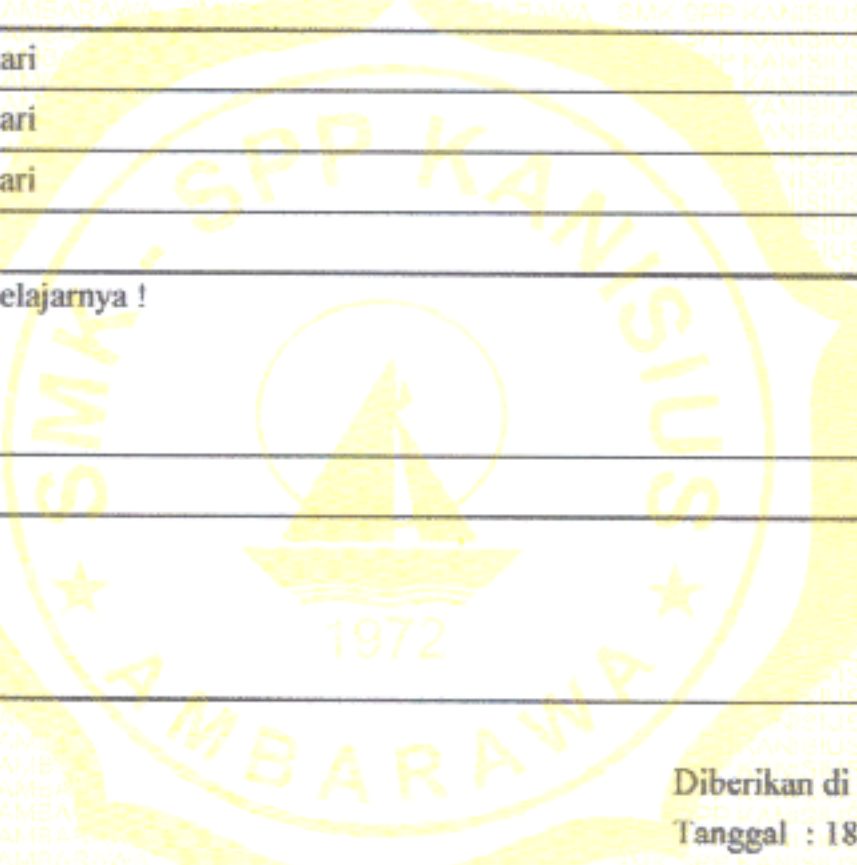 ari
ari
ari
elajarnya !
SMK - SPP KANISIUS
1972
★ AMBARAWA ★
Diberikan di
Tanggal : 18